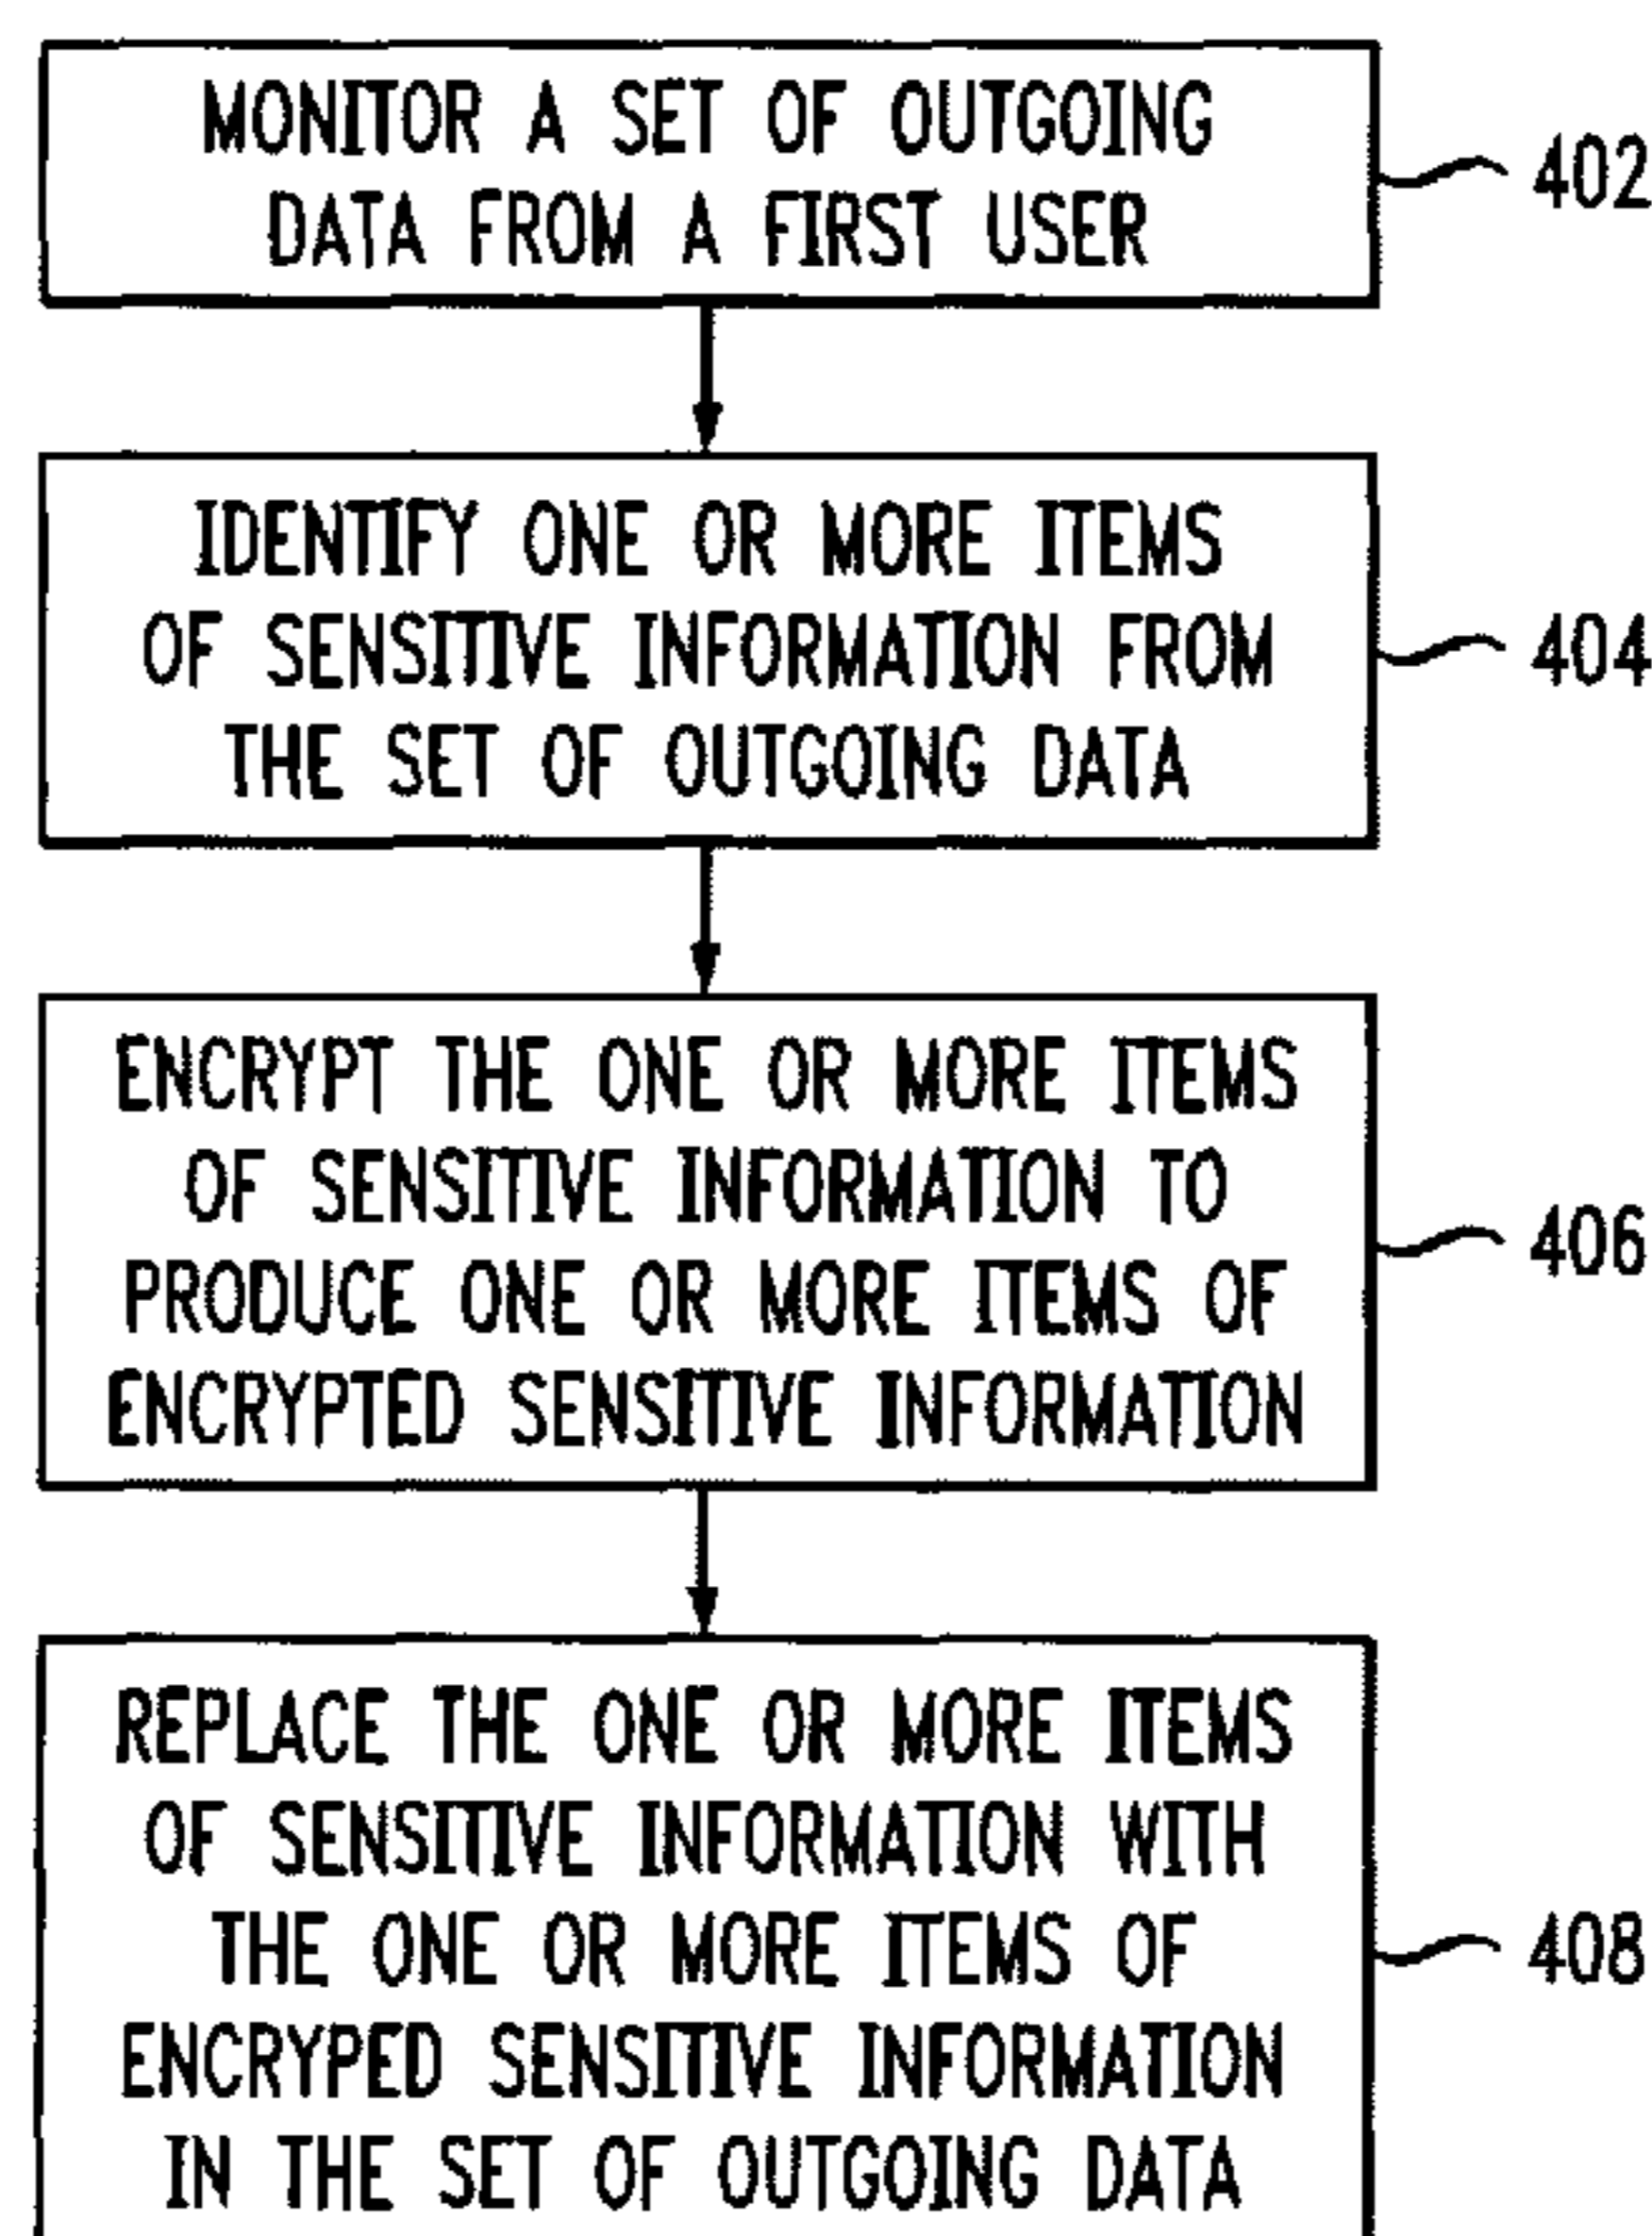 MONITOR A SET OF OUTGOING
DATA FROM A FIRST USER
402
IDENTIFY ONE OR MORE ITEMS
OF SENSITIVE INFORMATION FROM
THE SET OF OUTGOING DATA
404
ENCRYPT THE ONE OR MORE ITEMS
OF SENSITIVE INFORMATION TO
PRODUCE ONE OR MORE ITEMS OF
ENCRYPTED SENSITIVE INFORMATION
406
REPLACE THE ONE OR MORE ITEMS
OF SENSITIVE INFORMATION WITH
THE ONE OR MORE ITEMS OF
ENCRYPED SENSITIVE INFORMATION
IN THE SET OF OUTGOING DATA
408